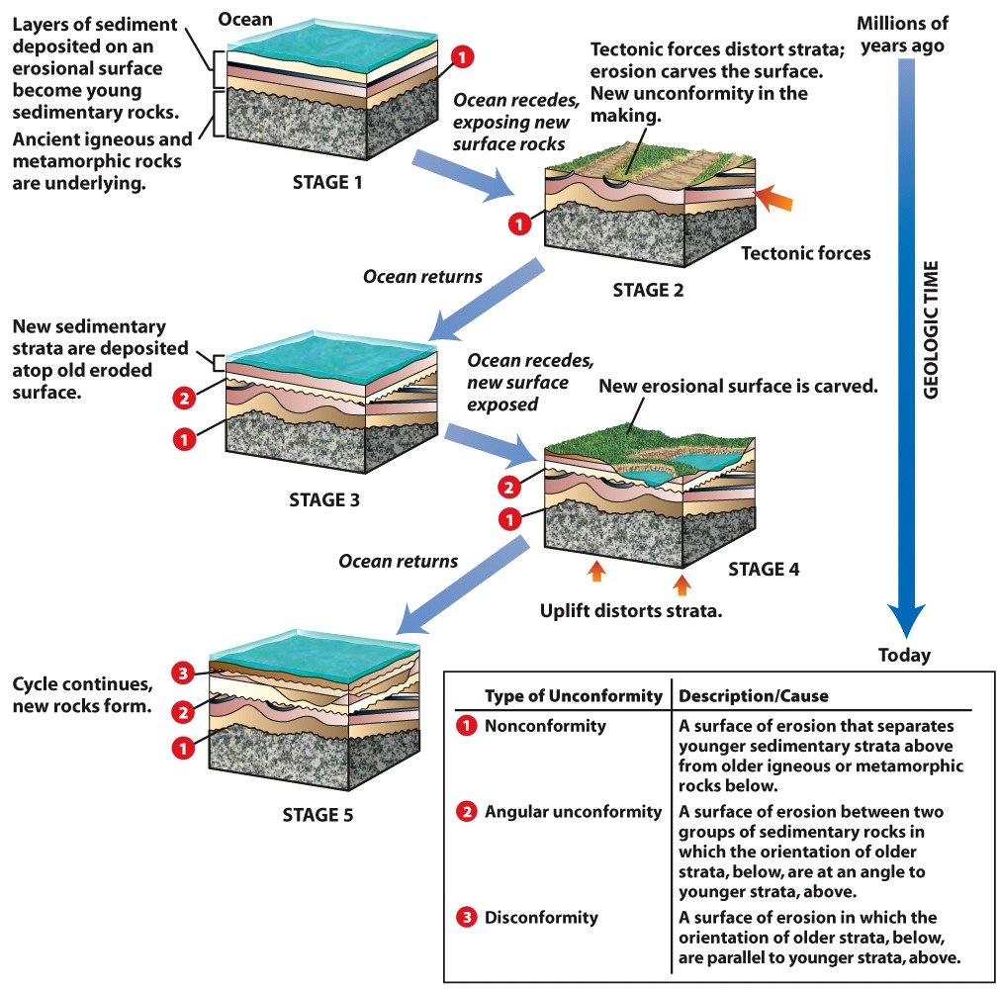 Layers of sediment
deposited on an
erosional surface
become young
sedimentary rocks.
Ancient igneous and
metamorphic rocks
are underlying.
Ocean
1
STAGE 1
Ocean recedes,
exposing new
surface rocks
Tectonic forces distort strata;
erosion carves the surface.
New unconformity in the
making.
1
Tectonic forces
STAGE 2
Millions of
years ago
GEOLOGIC TIME
Today
Ocean returns
New sedimentary
strata are deposited
atop old eroded
surface.
2
1
STAGE 3
Ocean recedes,
new surface
exposed
New erosional surface is carved.
2
1
STAGE 4
Uplift distorts strata.
Ocean returns
Cycle continues,
new rocks form.
3
2
1
STAGE 5
Type of Unconformity Description/Cause
1 Nonconformity A surface of erosion that separates
younger sedimentary strata above
from older igneous or metamorphic
rocks below.
2 Angular unconformity A surface of erosion between two
groups of sedimentary rocks in
which the orientation of older
strata, below, are at an angle to
younger strata, above.
3 Disconformity A surface of erosion in which the
orientation of older strata, below,
are parallel to younger strata, above.